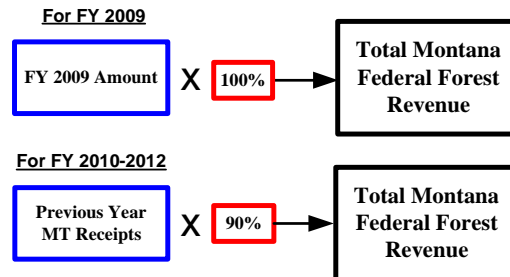 For FY 2009
FY 2009 Amount
X
100%
Total Montana
Federal Forest
Revenue
For FY 2010-2012
Previous Year
MT Receipts
X
90%
Total Montana
Federal Forest
Revenue